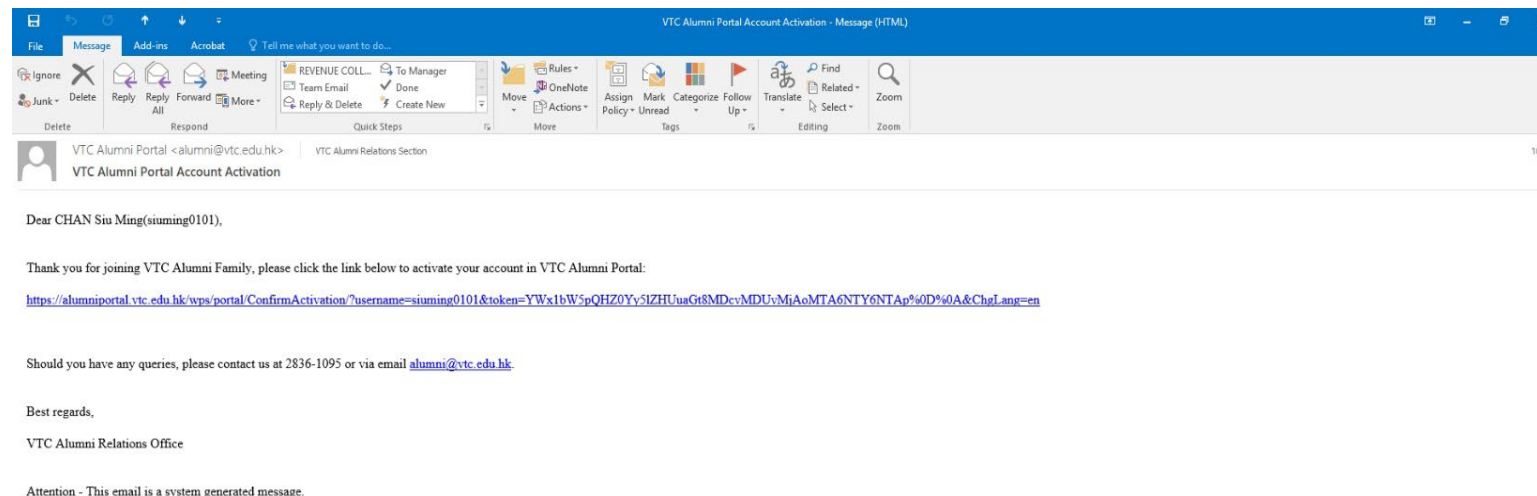 VTC Alumni Portal Account Activation - Message (HTML)
File Message Add-ins Acrobat Tell me what you want to do...
Ignore
Junk
Delete
Reply
Reply All
Forward
Meeting
More
REVENUE COLL...
Team Email
Reply & Delete
To Manager
Done
Create New
Move
Rules
OneNote
Actions
Assign Policy
Mark Unread
Categorize
Follow Up
Translate
Find
Related
Select
Zoom
Delete Respond Quick Steps Move Tags Editing Zoom
VTC Alumni Portal <alumni@vtc.edu.hk> VTC Alumni Relations Section
VTC Alumni Portal Account Activation
Dear CHAN Siu Ming(siuming0101),
Thank you for joining VTC Alumni Family, please click the link below to activate your account in VTC Alumni Portal:
https://alumniportal.vtc.edu.hk/wps/portal/ConfirmActivation/?username=siuming0101&token=YWx1bW5pQHZ0Yy5lZHUuaGt8MDcvMDUvMjAoMTA6NTY6NTAp%0D%0A&ChgLang=en
Should you have any queries, please contact us at 2836-1095 or via email alumni@vtc.edu.hk.
Best regards,
VTC Alumni Relations Office
Attention - This email is a system generated message.